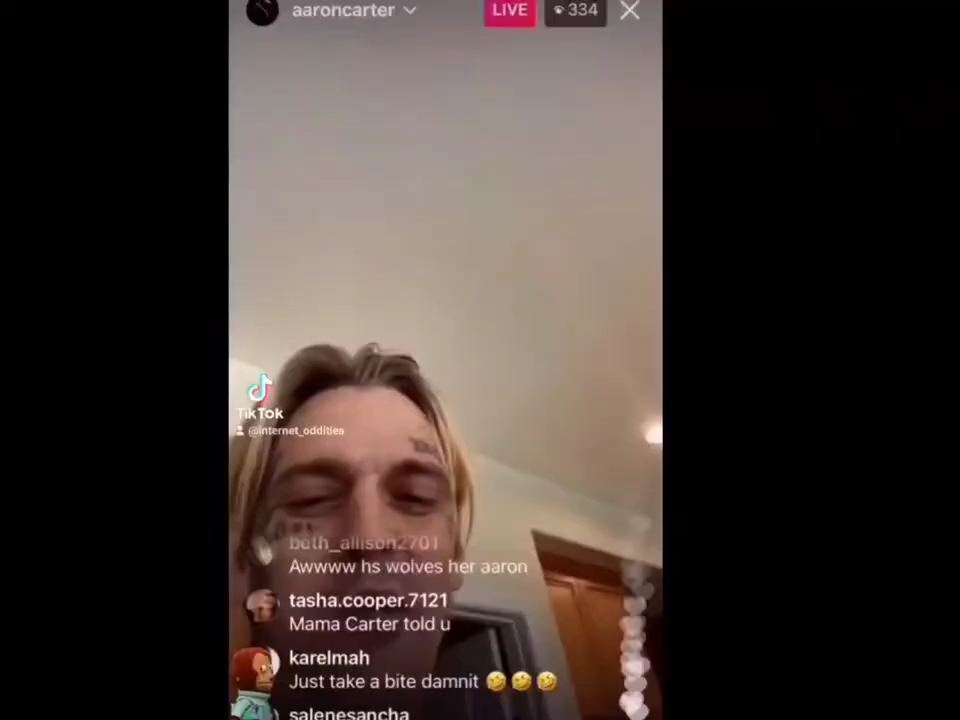 aaroncarter
LIVE
334
TikTok
@internet_oddities
beth_allison2701
Awwww hs wolves her aaron
tasha.cooper.7121
Mama Carter told u
karelmah
Just take a bite damnit 🤣🤣🤣
salenesancha